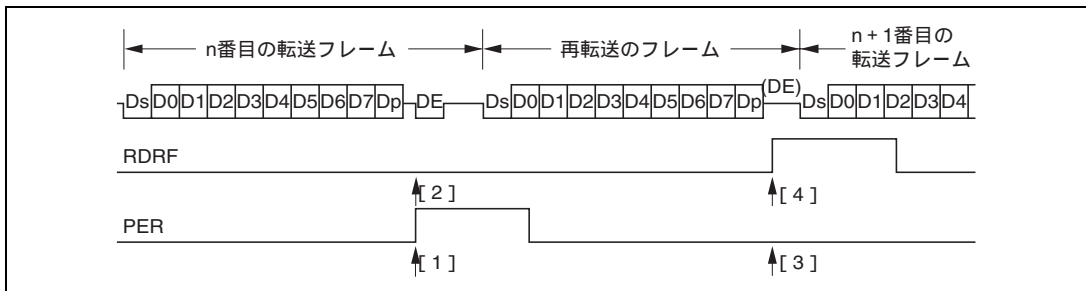 n番目の転送フレーム
再転送のフレーム
n + 1番目の
転送フレーム
Ds D0 D1 D2 D3 D4 D5 D6 D7 Dp DE
Ds D0 D1 D2 D3 D4 D5 D6 D7 Dp (DE)
Ds D0 D1 D2 D3 D4
RDRF
[ 2 ]
[ 4 ]
PER
[ 1 ]
[ 3 ]